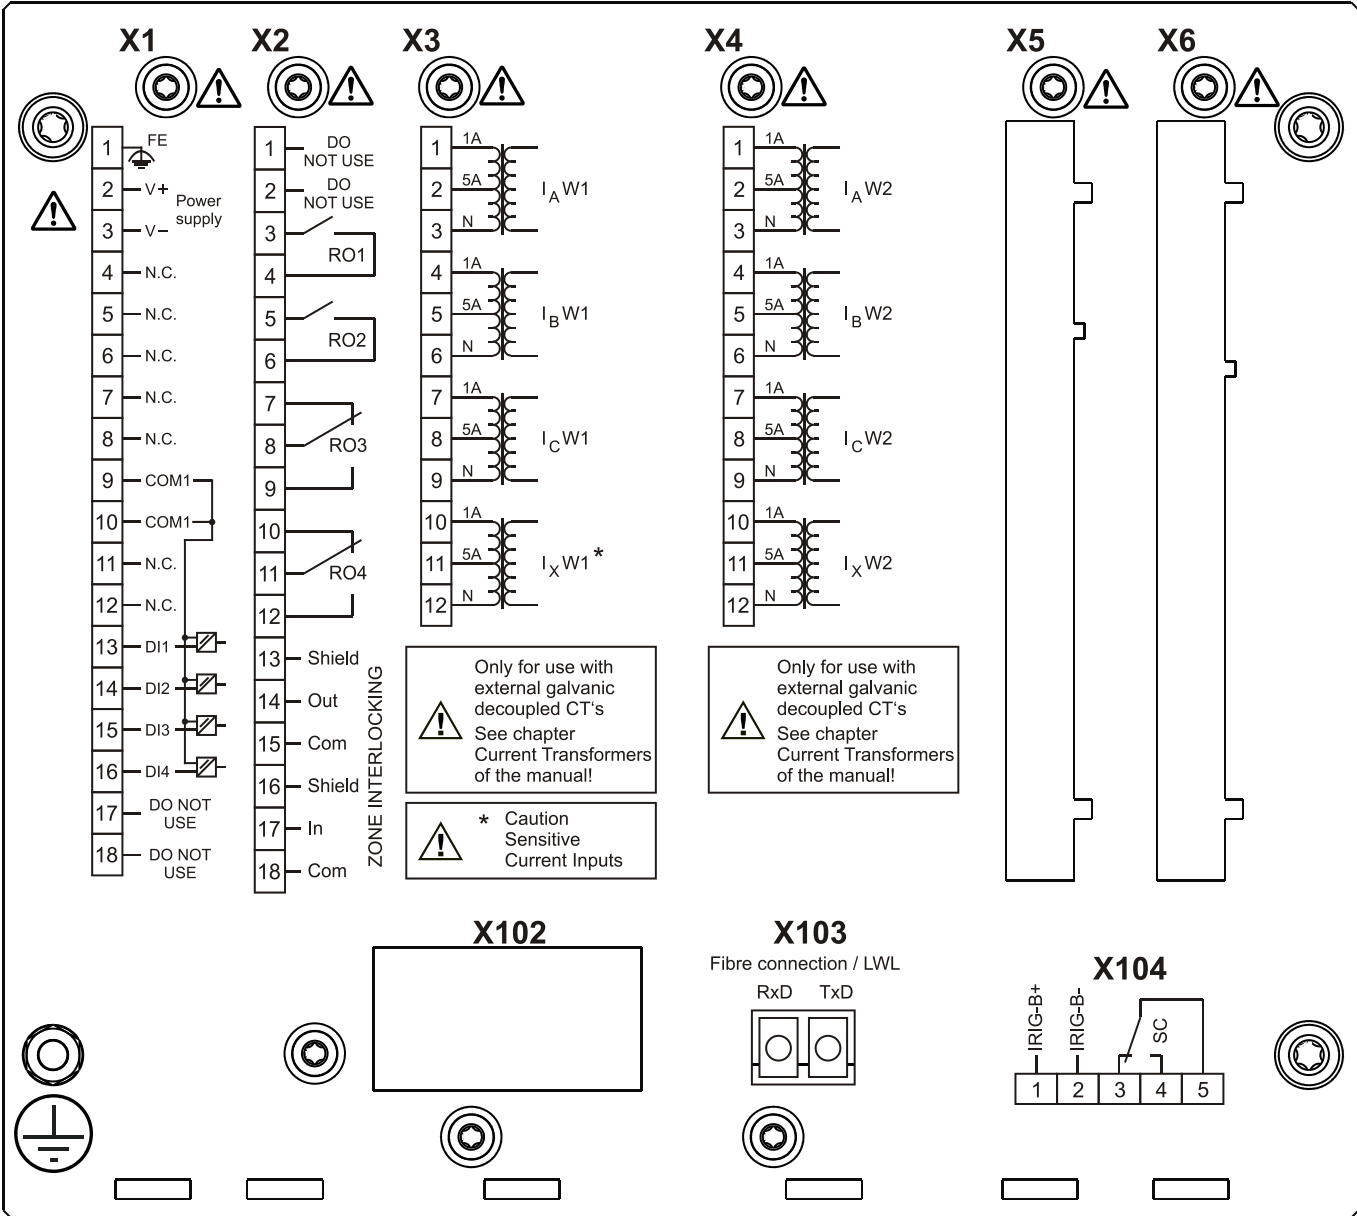 X1
X2
X3
X4
X5
X6
1 FE
2 V+
3 V–
Power
supply
4 N.C.
5 N.C.
6 N.C.
7 N.C.
8 N.C.
9 COM1
10 COM1
11 N.C.
12 N.C.
13 DI1
14 DI2
15 DI3
16 DI4
17 DO NOT
USE
18 DO NOT
USE
1 DO
NOT USE
2 DO
NOT USE
3
4
RO1
5
6
RO2
7
8 RO3
9
10
11 RO4
12
13 Shield
14 Out
15 Com
16 Shield
17 In
18 Com
ZONE INTERLOCKING
1 1A
2 5A IAW1
3 N
4 1A
5 5A IBW1
6 N
7 1A
8 5A ICW1
9 N
10 1A
11 5A IXW1 *
12 N
! Only for use with
external galvanic
decoupled CT‘s
See chapter
Current Transformers
of the manual!
! * Caution
Sensitive
Current Inputs
1 1A
2 5A IAW2
3 N
4 1A
5 5A IBW2
6 N
7 1A
8 5A ICW2
9 N
10 1A
11 5A IXW2
12 N
! Only for use with
external galvanic
decoupled CT‘s
See chapter
Current Transformers
of the manual!
X102
X103
Fibre connection / LWL
RxD TxD
X104
IRIG-B+
IRIG-B-
SC
1 2 3 4 5